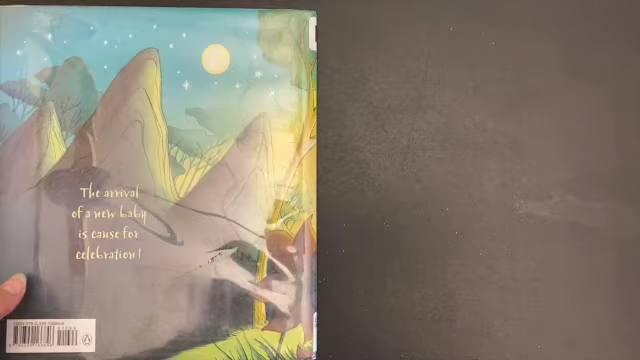 The arrival
of a new baby
is cause for
celebration!